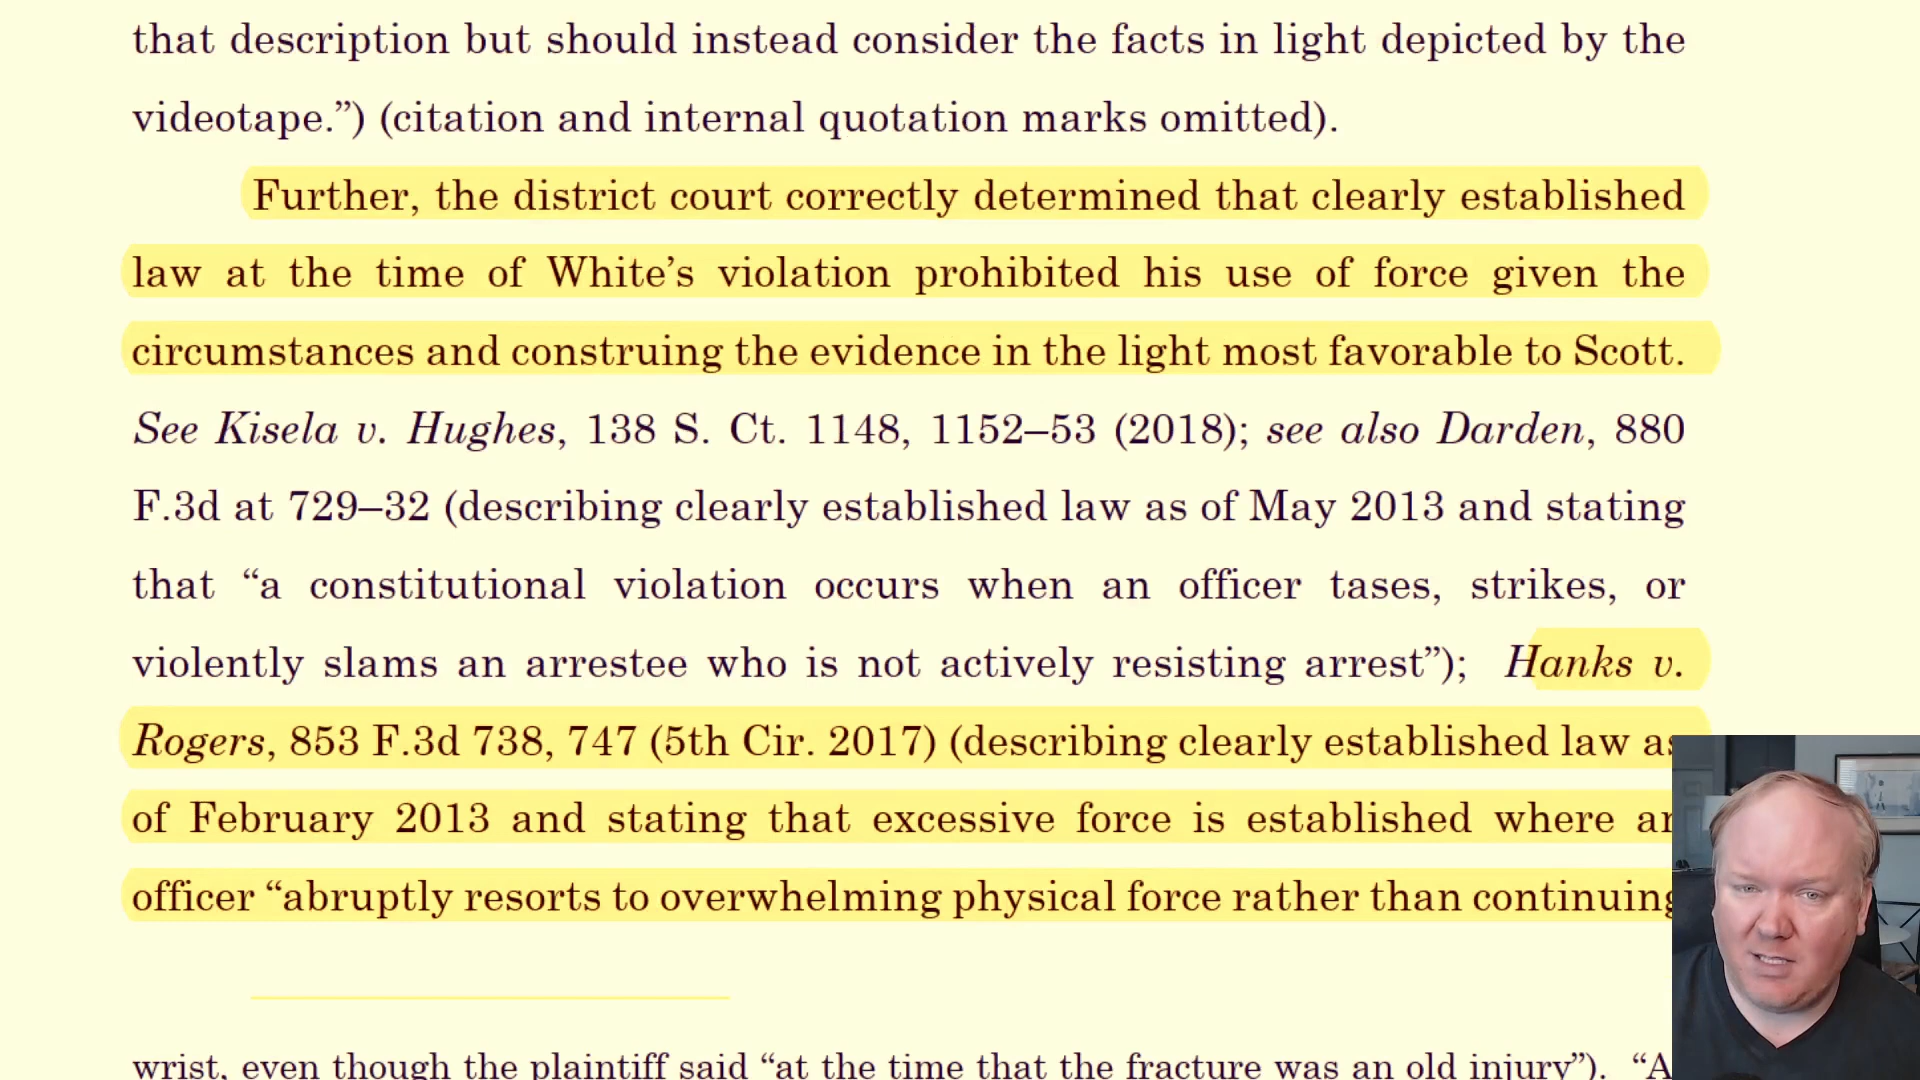 that description but should instead consider the facts in light depicted by the
videotape.”) (citation and internal quotation marks omitted).
Further, the district court correctly determined that clearly established
law at the time of White’s violation prohibited his use of force given the
circumstances and construing the evidence in the light most favorable to Scott.
See Kisela v. Hughes, 138 S. Ct. 1148, 1152–53 (2018); see also Darden, 880
F.3d at 729–32 (describing clearly established law as of May 2013 and stating
that “a constitutional violation occurs when an officer tases, strikes, or
violently slams an arrestee who is not actively resisting arrest”); Hanks v.
Rogers, 853 F.3d 738, 747 (5th Cir. 2017) (describing clearly established law as
of February 2013 and stating that excessive force is established where an
officer “abruptly resorts to overwhelming physical force rather than continuing
wrist, even though the plaintiff said “at the time that the fracture was an old injury”). “A